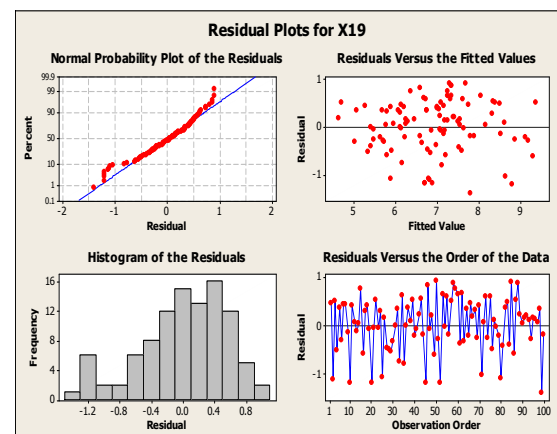 Residual Plots for X19
Normal Probability Plot of the Residuals
99.9
99
90
50
10
1
0.1
Percent
-2 -1 0 1 2
Residual
Residuals Versus the Fitted Values
1
0
-1
Residual
5 6 7 8 9
Fitted Value
Histogram of the Residuals
16
12
8
4
0
Frequency
-1.2 -0.8 -0.4 0.0 0.4 0.8
Residual
Residuals Versus the Order of the Data
1
0
-1
Residual
1 10 20 30 40 50 60 70 80 90 100
Observation Order